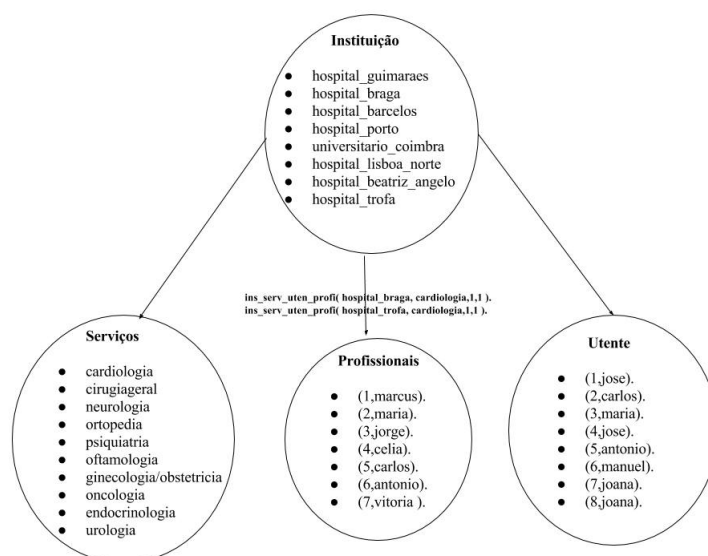 Instituição
● hospital_guimaraes
● hospital_braga
● hospital_barcelos
● hospital_porto
● universitario_coimbra
● hospital_lisboa_norte
● hospital_beatriz_angelo
● hospital_trofa
ins_serv_uten_profi( hospital_braga, cardiologia,1,1 ).
ins_serv_uten_profi( hospital_trofa, cardiologia,1,1 ).
Serviços
● cardiologia
● cirugiageral
● neurologia
● ortopedia
● psiquiatria
● oftamologia
● ginecologia/obstetricia
● oncologia
● endocrinologia
● urologia
Profissionais
● (1,marcus).
● (2,maria).
● (3,jorge).
● (4,celia).
● (5,carlos).
● (6,antonio).
● (7,vitoria ).
Utente
● (1,jose).
● (2,carlos).
● (3,maria).
● (4,jose).
● (5,antonio).
● (6,manuel).
● (7,joana).
● (8,joana).